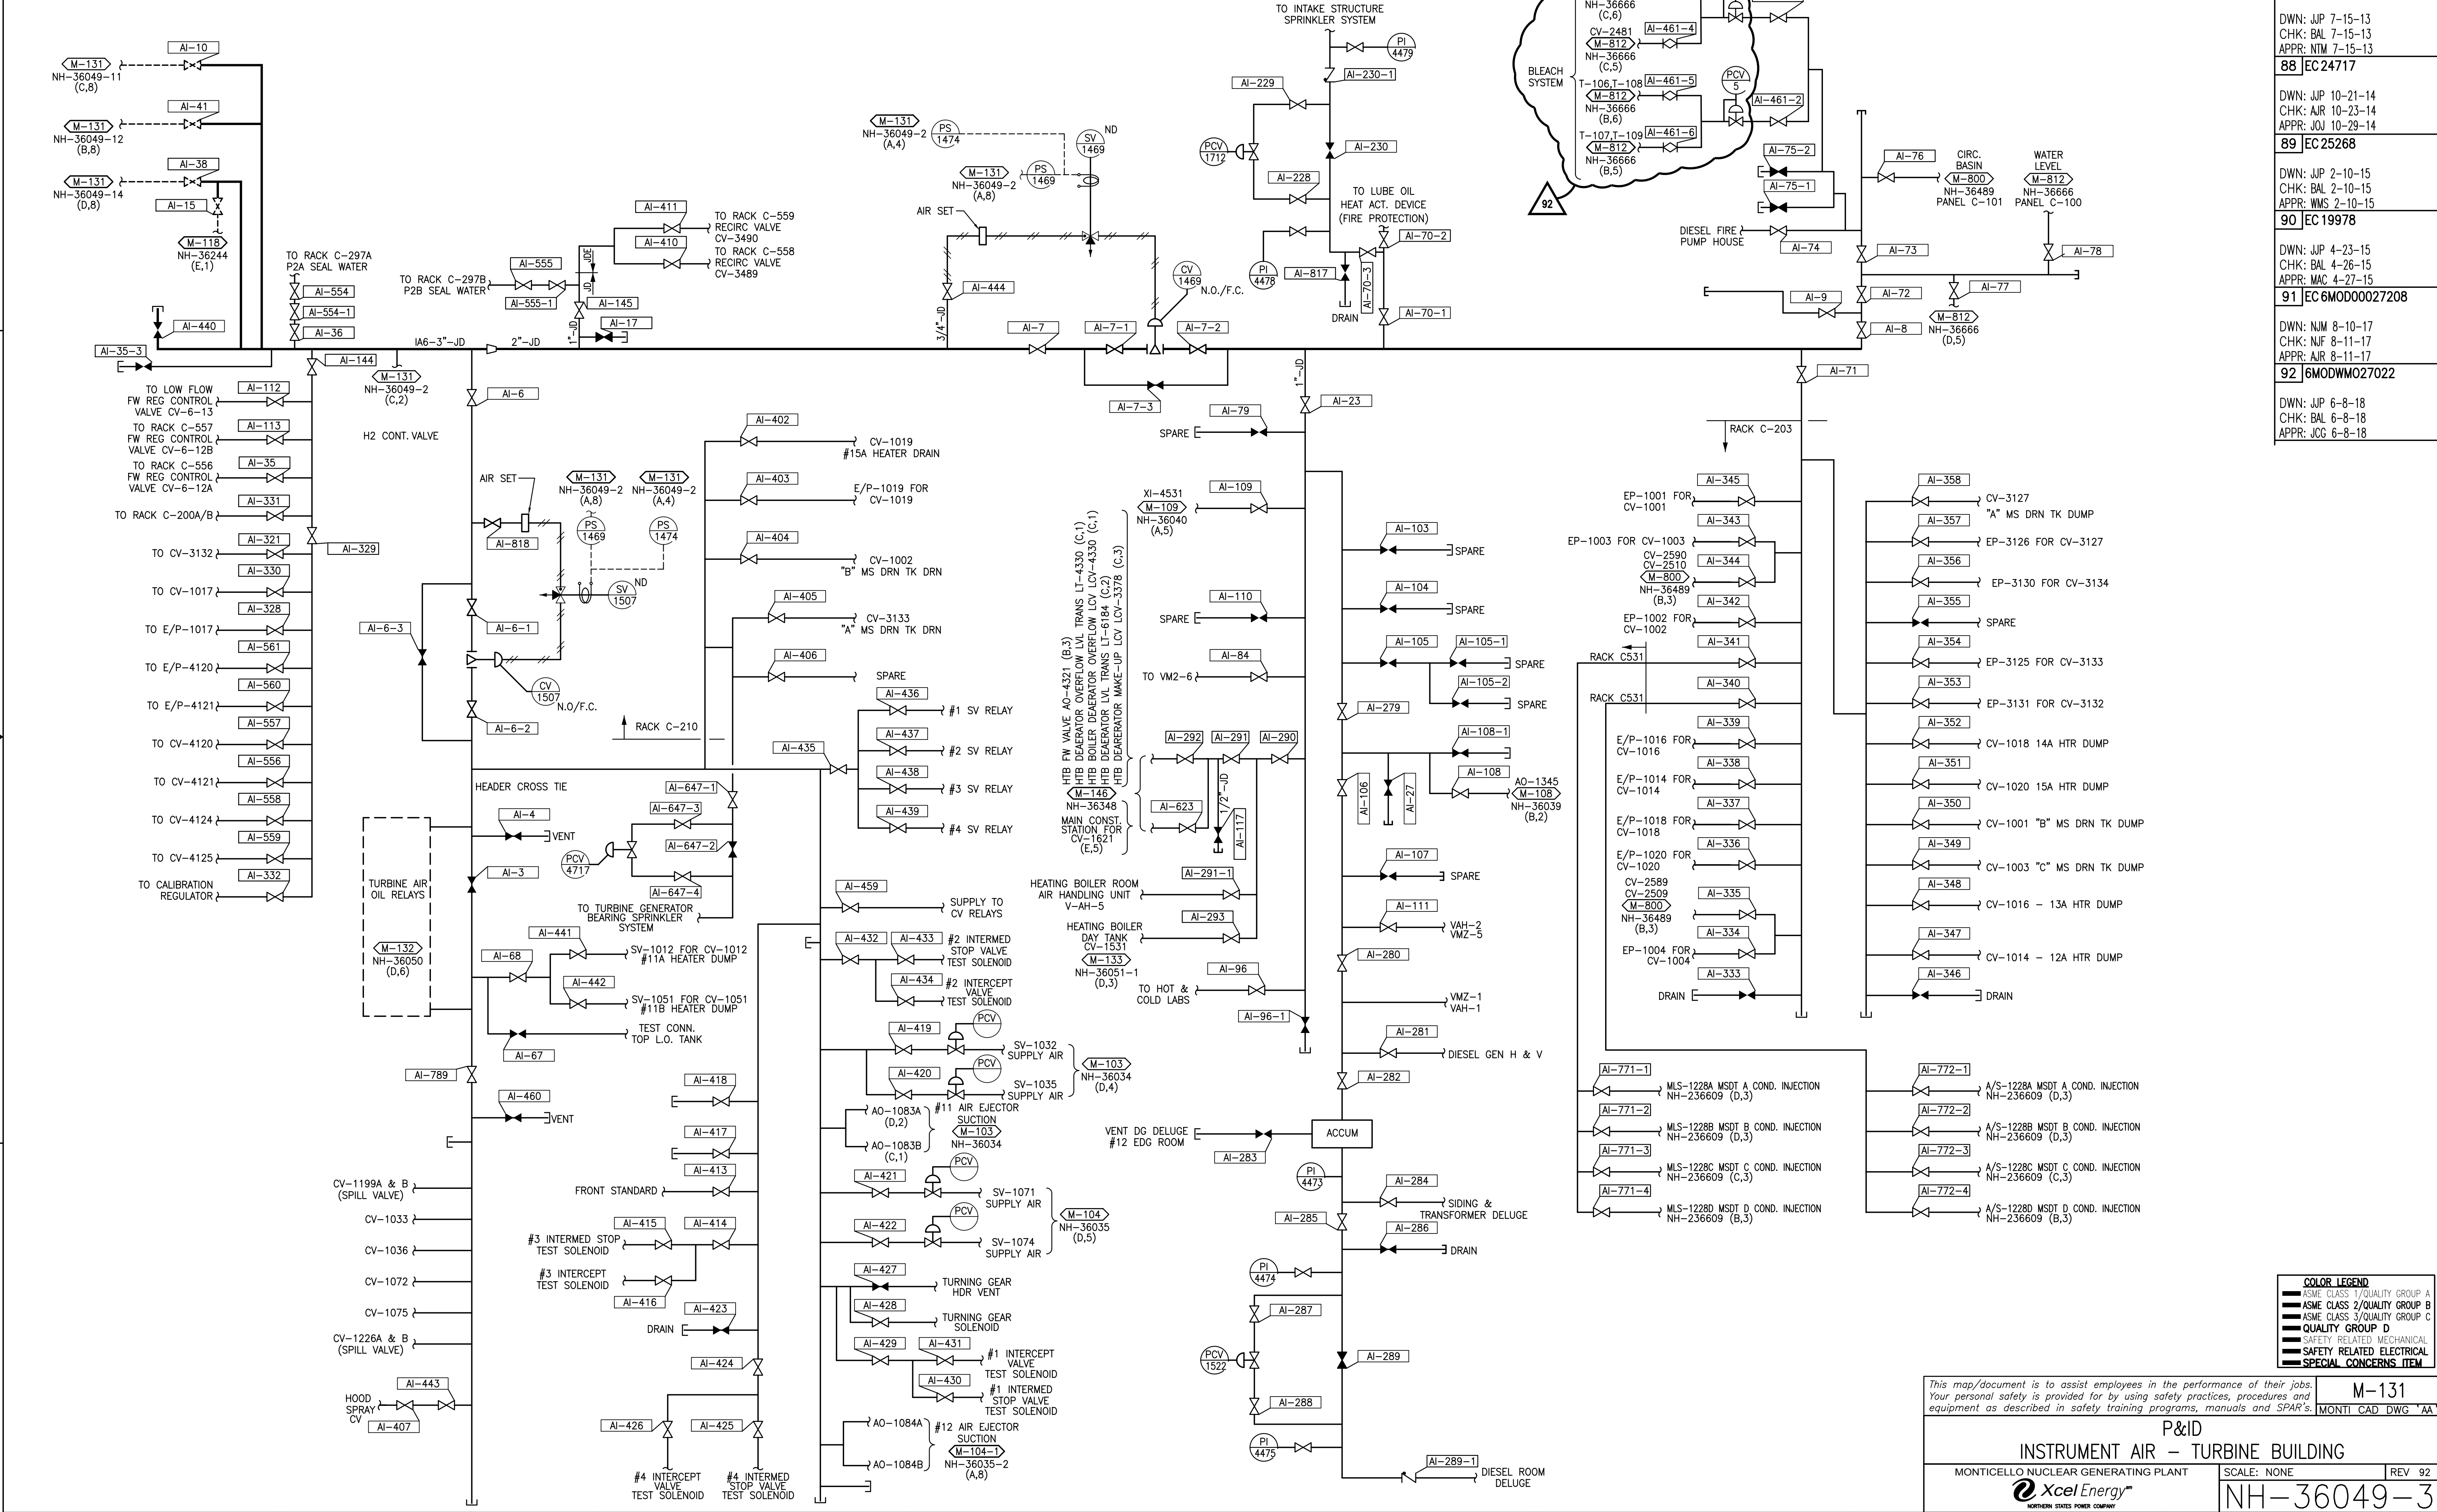 AI-10
M-131
NH-36049-11
(C,8)
AI-41
M-131
NH-36049-12
(B,8)
AI-38
M-131
NH-36049-14
(D,8)
AI-15
M-118
NH-36244
(E,1)
TO RACK C-297A
P2A SEAL WATER
AI-554
AI-554-1
AI-36
AI-440
AI-35-3
IA6-3"-JD
2"-JD
AI-144
M-131
NH-36049-2
(C,2)
TO RACK C-297B
P2B SEAL WATER
AI-555
AI-555-1
JDE
JD
AI-145
1"-JD
AI-17
AI-411
TO RACK C-559
RECIRC VALVE
CV-3490
AI-410
TO RACK C-558
RECIRC VALVE
CV-3489
M-131
NH-36049-2
(A,4)
PS
1474
M-131
NH-36049-2
(A,8)
PS
1469
SV
1469
ND
AIR SET
AI-444
3/4"-JD
CV
1469
N.O./F.C.
AI-7
AI-7-1
AI-7-2
AI-7-3
TO INTAKE STRUCTURE
SPRINKLER SYSTEM
PI
4479
AI-230-1
AI-229
PCV
1712
AI-230
AI-228
TO LUBE OIL
HEAT ACT. DEVICE
(FIRE PROTECTION)
AI-70-2
PI
4478
AI-817
AI-70-3
DRAIN
AI-70-1
1"-JD
AI-23
NH-36666
(C,6)
CV-2481
AI-461-4
M-812
NH-36666
(C,5)
BLEACH
SYSTEM
T-106,T-108
AI-461-5
M-812
NH-36666
(B,6)
PCV
5
AI-461-2
T-107,T-109
AI-461-6
M-812
NH-36666
(B,5)
92
AI-75-2
AI-75-1
DIESEL FIRE
PUMP HOUSE
AI-74
AI-76
CIRC.
BASIN
M-800
NH-36489
PANEL C-101
WATER
LEVEL
M-812
NH-36666
PANEL C-100
AI-73
AI-78
AI-9
AI-72
AI-77
AI-8
M-812
NH-36666
(D,5)
AI-71
DWN: JJP 7-15-13
CHK: BAL 7-15-13
APPR: NTM 7-15-13
88 EC24717
DWN: JJP 10-21-14
CHK: AJR 10-23-14
APPR: JOJ 10-29-14
89 EC25268
DWN: JJP 2-10-15
CHK: BAL 2-10-15
APPR: WMS 2-10-15
90 EC19978
DWN: JJP 4-23-15
CHK: BAL 4-26-15
APPR: MAC 4-27-15
91 EC6MOD00027208
DWN: NJM 8-10-17
CHK: NJF 8-11-17
APPR: AJR 8-11-17
92 6MODWMO27022
DWN: JJP 6-8-18
CHK: BAL 6-8-18
APPR: JCG 6-8-18
TO LOW FLOW
FW REG CONTROL
VALVE CV-6-13
AI-112
TO RACK C-557
FW REG CONTROL
VALVE CV-6-12B
AI-113
TO RACK C-556
FW REG CONTROL
VALVE CV-6-12A
AI-35
TO RACK C-200A/B
AI-331
AI-329
TO CV-3132
AI-321
TO CV-1017
AI-330
TO E/P-1017
AI-328
TO E/P-4120
AI-561
TO E/P-4121
AI-560
TO CV-4120
AI-557
TO CV-4121
AI-556
TO CV-4124
AI-558
TO CV-4125
AI-559
TO CALIBRATION
REGULATOR
AI-332
H2 CONT. VALVE
AI-6
AIR SET
M-131
NH-36049-2
(A,8)
M-131
NH-36049-2
(A,4)
PS
1469
PS
1474
AI-818
SV
1507
ND
AI-6-3
AI-6-1
CV
1507
N.O/F.C.
AI-6-2
RACK C-210
AI-402
CV-1019
#15A HEATER DRAIN
AI-403
E/P-1019 FOR
CV-1019
AI-404
CV-1002
"B" MS DRN TK DRN
AI-405
CV-3133
"A" MS DRN TK DRN
AI-406
SPARE
AI-435
AI-436
#1 SV RELAY
AI-437
#2 SV RELAY
AI-438
#3 SV RELAY
AI-439
#4 SV RELAY
HEADER CROSS TIE
AI-4
VENT
AI-3
TURBINE AIR
OIL RELAYS
M-132
NH-36050
(D,6)
AI-647-1
AI-647-3
AI-647-2
PCV
4717
AI-647-4
TO TURBINE GENERATOR
BEARING SPRINKLER
SYSTEM
AI-68
AI-441
SV-1012 FOR CV-1012
#11A HEATER DUMP
AI-442
SV-1051 FOR CV-1051
#11B HEATER DUMP
TEST CONN.
TOP L.O. TANK
AI-67
AI-789
AI-460
VENT
CV-1199A & B
(SPILL VALVE)
CV-1033
CV-1036
CV-1072
CV-1075
CV-1226A & B
(SPILL VALVE)
HOOD
SPRAY
CV
AI-443
AI-407
AI-418
AI-417
AI-413
FRONT STANDARD
AI-415
AI-414
#3 INTERMED STOP
TEST SOLENOID
#3 INTERCEPT
TEST SOLENOID
AI-416
AI-423
DRAIN
AI-424
AI-426
AI-425
#4 INTERCEPT
VALVE
TEST SOLENOID
#4 INTERMED
STOP VALVE
TEST SOLENOID
AI-459
SUPPLY TO
CV RELAYS
AI-432
AI-433
#2 INTERMED
STOP VALVE
TEST SOLENOID
AI-434
#2 INTERCEPT
VALVE
TEST SOLENOID
AI-419
PCV
SV-1032
SUPPLY AIR
AI-420
PCV
SV-1035
SUPPLY AIR
M-103
NH-36034
(D,4)
AO-1083A
(D,2)
AO-1083B
(C,1)
#11 AIR EJECTOR
SUCTION
M-103
NH-36034
AI-421
PCV
SV-1071
SUPPLY AIR
AI-422
PCV
SV-1074
SUPPLY AIR
M-104
NH-36035
(D,5)
AI-427
TURNING GEAR
HDR VENT
AI-428
TURNING GEAR
SOLENOID
AI-429
AI-431
#1 INTERCEPT
VALVE
TEST SOLENOID
AI-430
#1 INTERMED
STOP VALVE
TEST SOLENOID
AO-1084A
AO-1084B
#12 AIR EJECTOR
SUCTION
M-104-1
NH-36035-2
(A,8)
AI-79
SPARE
XI-4531
M-109
NH-36040
(A,5)
AI-109
AI-110
SPARE
AI-84
TO VM2-6
HTB FW VALVE AO-4321 (B,3)
HTB DEAERATOR OVERFLOW LVL TRANS LT-4330 (C,1)
HTB BOILER DEAERATOR OVERFLOW LCV LCV-4330 (C,1)
HTB DEAERATOR LVL TRANS LT-6184 (C,2)
HTB DEARERATOR MAKE-UP LCV LCV-3378 (C,3)
M-146
NH-36348
MAIN CONST.
STATION FOR
CV-1621
(E,5)
AI-292
AI-291
AI-290
AI-623
1/2"-JD
AI-117
HEATING BOILER ROOM
AIR HANDLING UNIT
V-AH-5
AI-291-1
HEATING BOILER
DAY TANK
CV-1531
M-133
NH-36051-1
(D,3)
AI-293
TO HOT &
COLD LABS
AI-96
AI-96-1
AI-103
SPARE
AI-104
SPARE
AI-105
AI-105-1
SPARE
AI-105-2
SPARE
AI-279
AI-108-1
AI-106
AI-27
AI-108
AO-1345
M-108
NH-36039
(B,2)
AI-107
SPARE
AI-111
VAH-2
VMZ-5
AI-280
VMZ-1
VAH-1
AI-281
DIESEL GEN H & V
AI-282
VENT DG DELUGE
#12 EDG ROOM
AI-283
ACCUM
PI
4473
AI-284
SIDING &
TRANSFORMER DELUGE
AI-285
AI-286
DRAIN
PI
4474
AI-287
PCV
1522
AI-289
AI-288
PI
4475
AI-289-1
DIESEL ROOM
DELUGE
RACK C-203
EP-1001 FOR
CV-1001
AI-345
EP-1003 FOR CV-1003
AI-343
CV-2590
CV-2510
M-800
NH-36489
(B,3)
AI-344
EP-1002 FOR
CV-1002
AI-342
RACK C531
AI-341
RACK C531
AI-340
E/P-1016 FOR
CV-1016
AI-339
E/P-1014 FOR
CV-1014
AI-338
E/P-1018 FOR
CV-1018
AI-337
E/P-1020 FOR
CV-1020
AI-336
CV-2589
CV-2509
M-800
NH-36489
(B,3)
AI-335
EP-1004 FOR
CV-1004
AI-334
DRAIN
AI-333
AI-358
CV-3127
"A" MS DRN TK DUMP
AI-357
EP-3126 FOR CV-3127
AI-356
EP-3130 FOR CV-3134
AI-355
SPARE
AI-354
EP-3125 FOR CV-3133
AI-353
EP-3131 FOR CV-3132
AI-352
CV-1018 14A HTR DUMP
AI-351
CV-1020 15A HTR DUMP
AI-350
CV-1001 "B" MS DRN TK DUMP
AI-349
CV-1003 "C" MS DRN TK DUMP
AI-348
CV-1016 - 13A HTR DUMP
AI-347
CV-1014 - 12A HTR DUMP
AI-346
DRAIN
AI-771-1
MLS-1228A MSDT A COND. INJECTION
NH-236609 (D,3)
AI-771-2
MLS-1228B MSDT B COND. INJECTION
NH-236609 (D,3)
AI-771-3
MLS-1228C MSDT C COND. INJECTION
NH-236609 (C,3)
AI-771-4
MLS-1228D MSDT D COND. INJECTION
NH-236609 (B,3)
AI-772-1
A/S-1228A MSDT A COND. INJECTION
NH-236609 (D,3)
AI-772-2
A/S-1228B MSDT B COND. INJECTION
NH-236609 (D,3)
AI-772-3
A/S-1228C MSDT C COND. INJECTION
NH-236609 (C,3)
AI-772-4
A/S-1228D MSDT D COND. INJECTION
NH-236609 (B,3)
COLOR LEGEND
ASME CLASS 1/QUALITY GROUP A
ASME CLASS 2/QUALITY GROUP B
ASME CLASS 3/QUALITY GROUP C
QUALITY GROUP D
SAFETY RELATED MECHANICAL
SAFETY RELATED ELECTRICAL
SPECIAL CONCERNS ITEM
This map/document is to assist employees in the performance of their jobs.
Your personal safety is provided for by using safety practices, procedures and
equipment as described in safety training programs, manuals and SPAR's.
M-131
MONTI CAD DWG 'AA'
P&ID
INSTRUMENT AIR - TURBINE BUILDING
MONTICELLO NUCLEAR GENERATING PLANT
Xcel Energy
NORTHERN STATES POWER COMPANY
SCALE: NONE
REV 92
NH-36049-3